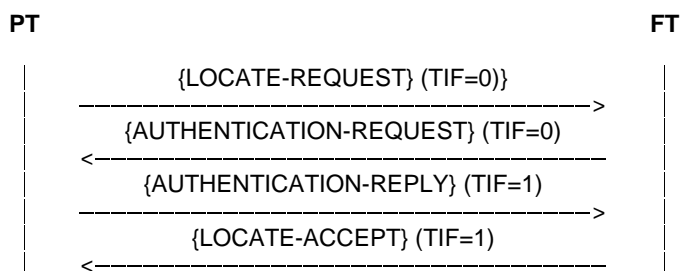 PT FT
{LOCATE-REQUEST} (TIF=0)}
{AUTHENTICATION-REQUEST} (TIF=0)
{AUTHENTICATION-REPLY} (TIF=1)
{LOCATE-ACCEPT} (TIF=1)